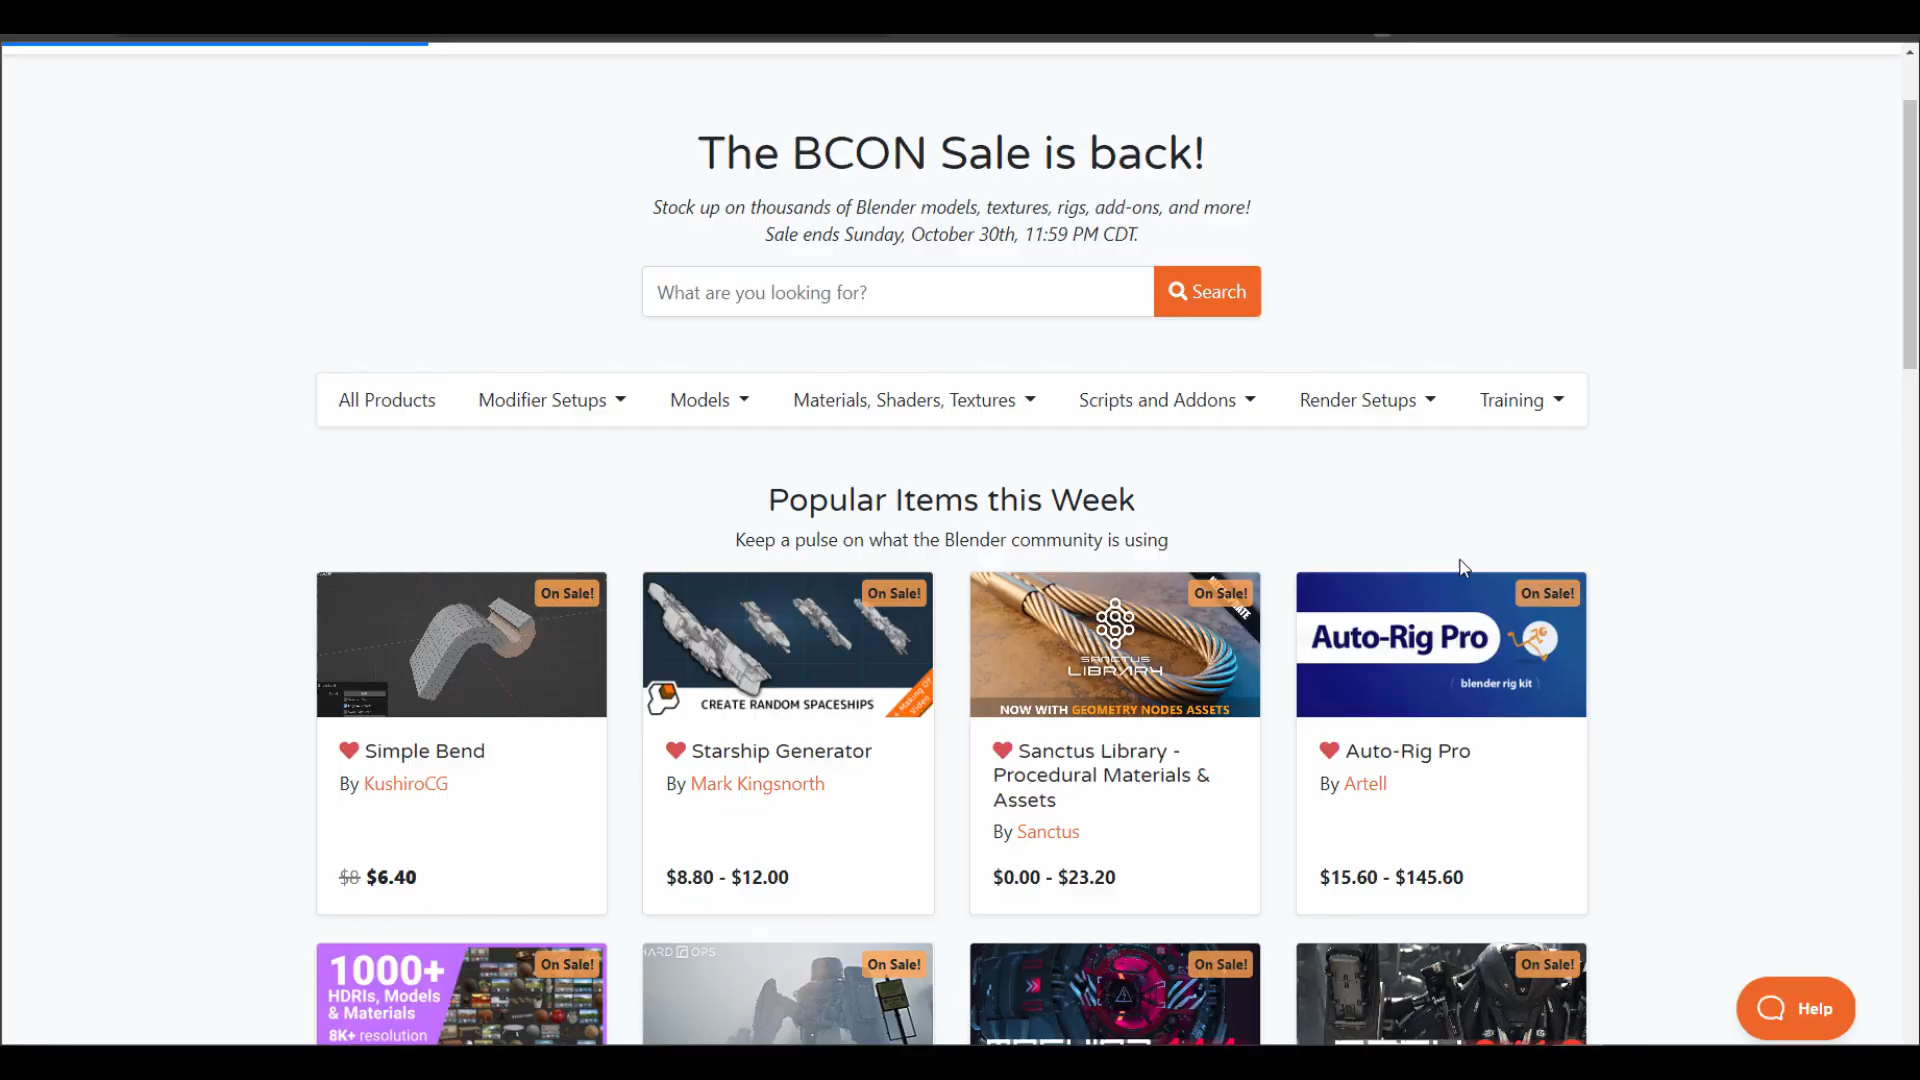 The BCON Sale is back!
Stock up on thousands of Blender models, textures, rigs, add-ons, and more!
Sale ends Sunday, October 30th, 11:59 PM CDT.
What are you looking for?
Search
All Products
Modifier Setups
Models
Materials, Shaders, Textures
Scripts and Addons
Render Setups
Training
Popular Items this Week
Keep a pulse on what the Blender community is using
On Sale!
Simple Bend
By KushiroCG
$8 $6.40
On Sale!
CREATE RANDOM SPACESHIPS
+ Making Of Video
Starship Generator
By Mark Kingsnorth
$8.80 - $12.00
On Sale!
SANCTUS
LIBRARY
NOW WITH GEOMETRY NODES ASSETS
Sanctus Library -
Procedural Materials &
Assets
By Sanctus
$0.00 - $23.20
On Sale!
Auto-Rig Pro
blender rig kit
Auto-Rig Pro
By Artell
$15.60 - $145.60
On Sale!
1000+
HDRIs, Models
& Materials
8K+ resolution
HARD OPS
On Sale!
On Sale!
On Sale!
Help